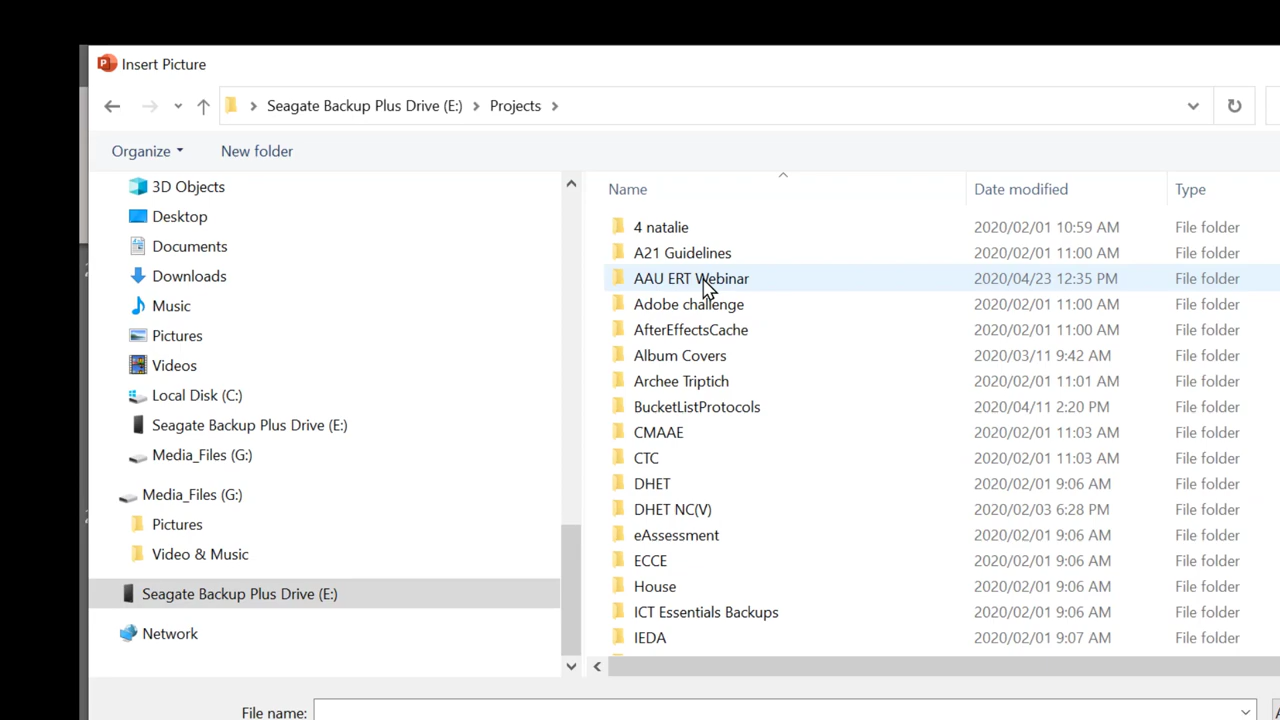 Insert Picture
Seagate Backup Plus Drive (E:) Projects
Organize New folder
3D Objects
Desktop
Documents
Downloads
Music
Pictures
Videos
Local Disk (C:)
Seagate Backup Plus Drive (E:)
Media_Files (G:)
Media_Files (G:)
Pictures
Video & Music
Seagate Backup Plus Drive (E:)
Network
Name Date modified Type
4 natalie 2020/02/01 10:59 AM File folder
A21 Guidelines 2020/02/01 11:00 AM File folder
AAU ERT Webinar 2020/04/23 12:35 PM File folder
Adobe challenge 2020/02/01 11:00 AM File folder
AfterEffectsCache 2020/02/01 11:00 AM File folder
Album Covers 2020/03/11 9:42 AM File folder
Archee Triptich 2020/02/01 11:01 AM File folder
BucketListProtocols 2020/04/11 2:20 PM File folder
CMAAE 2020/02/01 11:03 AM File folder
CTC 2020/02/01 11:03 AM File folder
DHET 2020/02/01 9:06 AM File folder
DHET NC(V) 2020/02/03 6:28 PM File folder
eAssessment 2020/02/01 9:06 AM File folder
ECCE 2020/02/01 9:06 AM File folder
House 2020/02/01 9:06 AM File folder
ICT Essentials Backups 2020/02/01 9:06 AM File folder
IEDA 2020/02/01 9:07 AM File folder
File name: